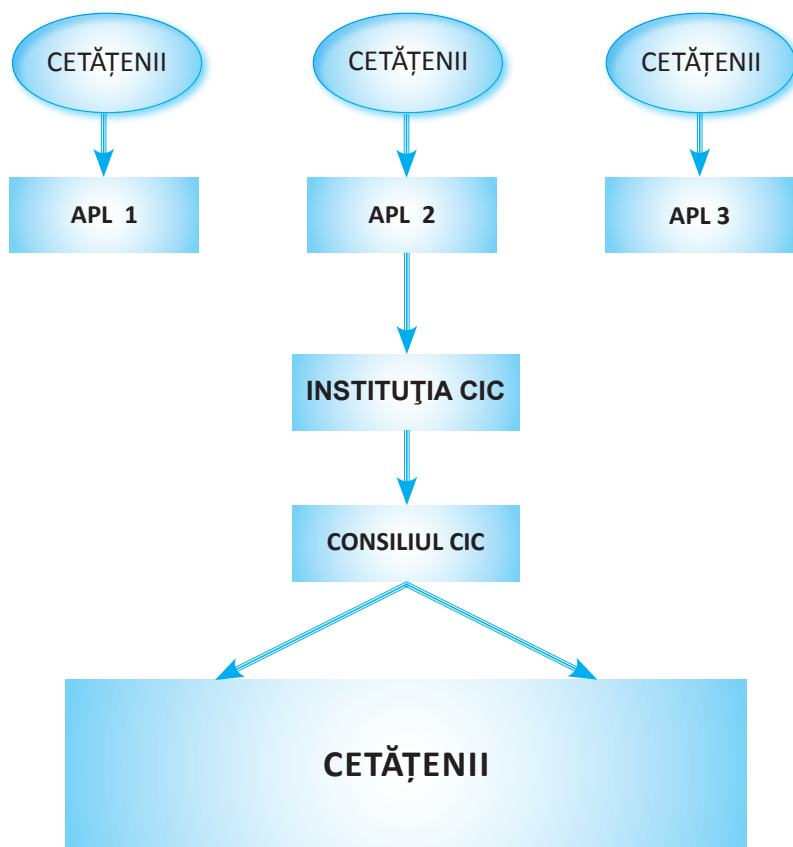 CETĂȚENII
CETĂȚENII
CETĂȚENII
APL 1
APL 2
APL 3
INSTITUŢIA CIC
CONSILIUL CIC
CETĂȚENII